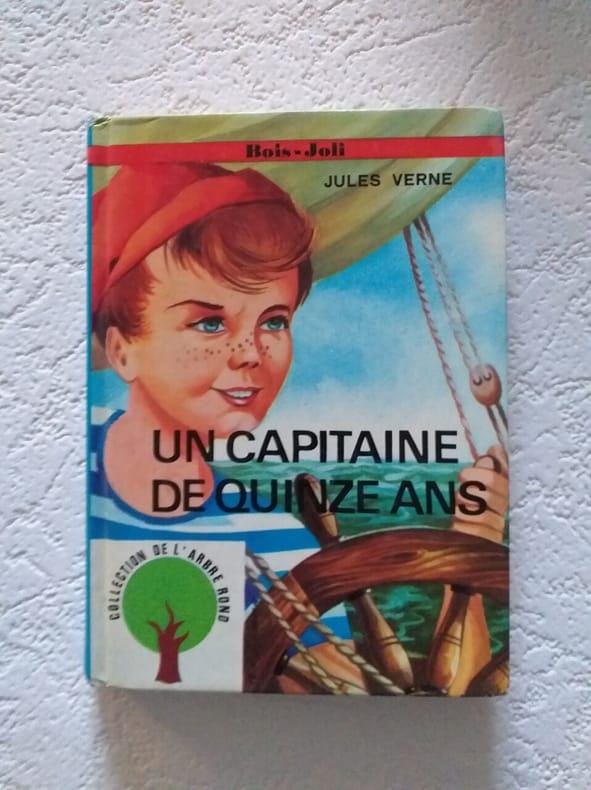 Bois-Joli
JULES VERNE
UN CAPITAINE
DE QUINZE ANS
COLLECTION DE L'ARBRE ROND